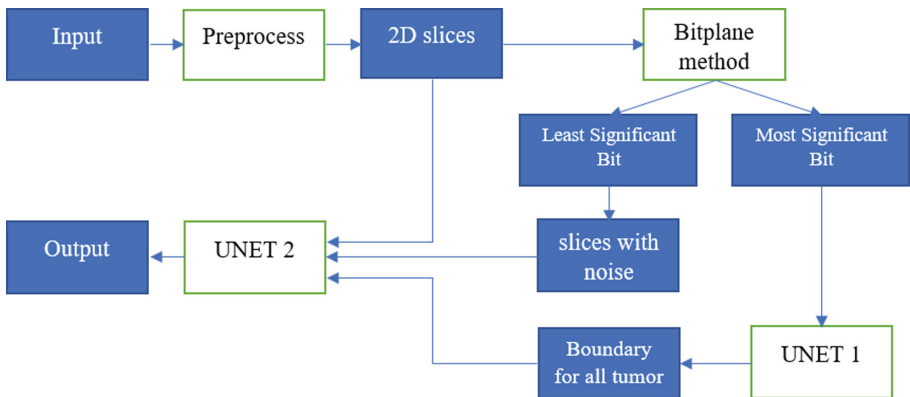 Input
Preprocess
2D slices
Bitplane
method
Least Significant
Bit
Most Significant
Bit
Output
UNET 2
slices with
noise
Boundary
for all tumor
UNET 1